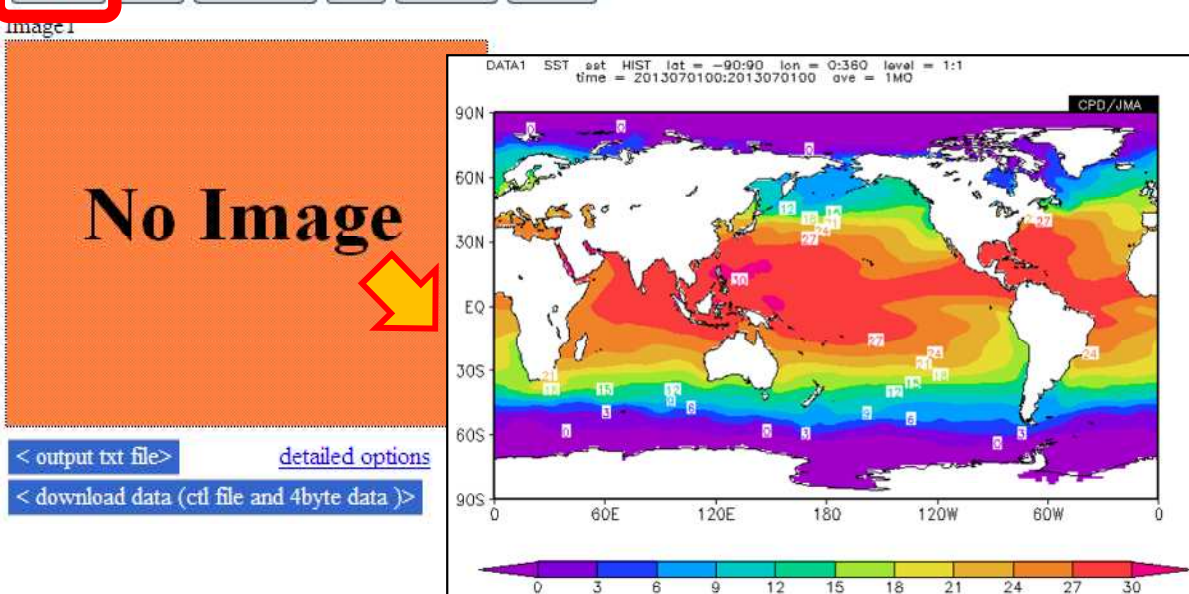 Image1
No Image
< output txt file>
detailed options
< download data (ctl file and 4byte data )>
DATA1 SST sst HIST lat = -90:90 lon = 0:360 level = 1:1
time = 2013070100:2013070100 ave = 1MO
CPD/JMA
90N
60N
30N
EQ
30S
60S
90S
0 60E 120E 180 120W 60W 0
0 3 6 9 12 15 18 21 24 27 30